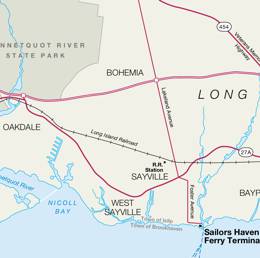 NNETQUOT RIVER
STATE PARK
454
Veterans Memorial
Highway
BOHEMIA
Lakeland Avenue
LONG
OAKDALE
Long Island Railroad
27A
R.R.
Station
SAYVILLE
Foster Avenue
BAYP
nnetquot River
NICOLL
BAY
WEST
SAYVILLE
Town of Islip
Town of Brookhaven
Sailors Haven
Ferry Termina